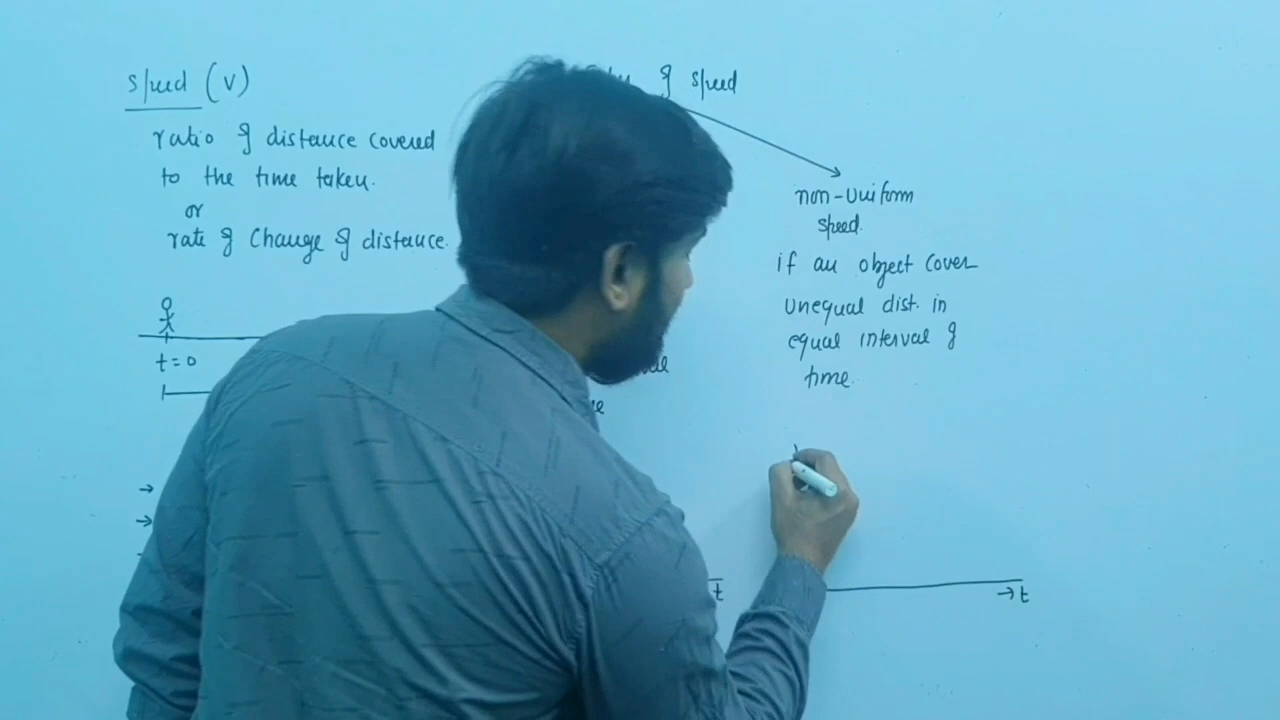 speed (v)
ratio of distance covered
to the time taken.
or
rate of change of distance.
t=0
of speed
non-uniform
speed.
if an object cover
unequal dist. in
equal interval of
time.
t
→t